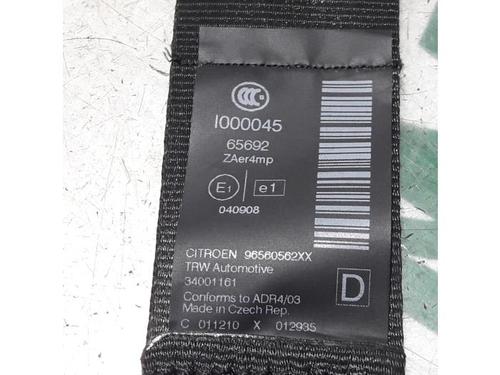 CCC
I000045
65692
ZAer4mp
E1 e1
040908
CITROEN 96560562XX
TRW Automotive
34001161
D
Conforms to ADR4/03
Made in Czech Rep.
C 011210 X 012935